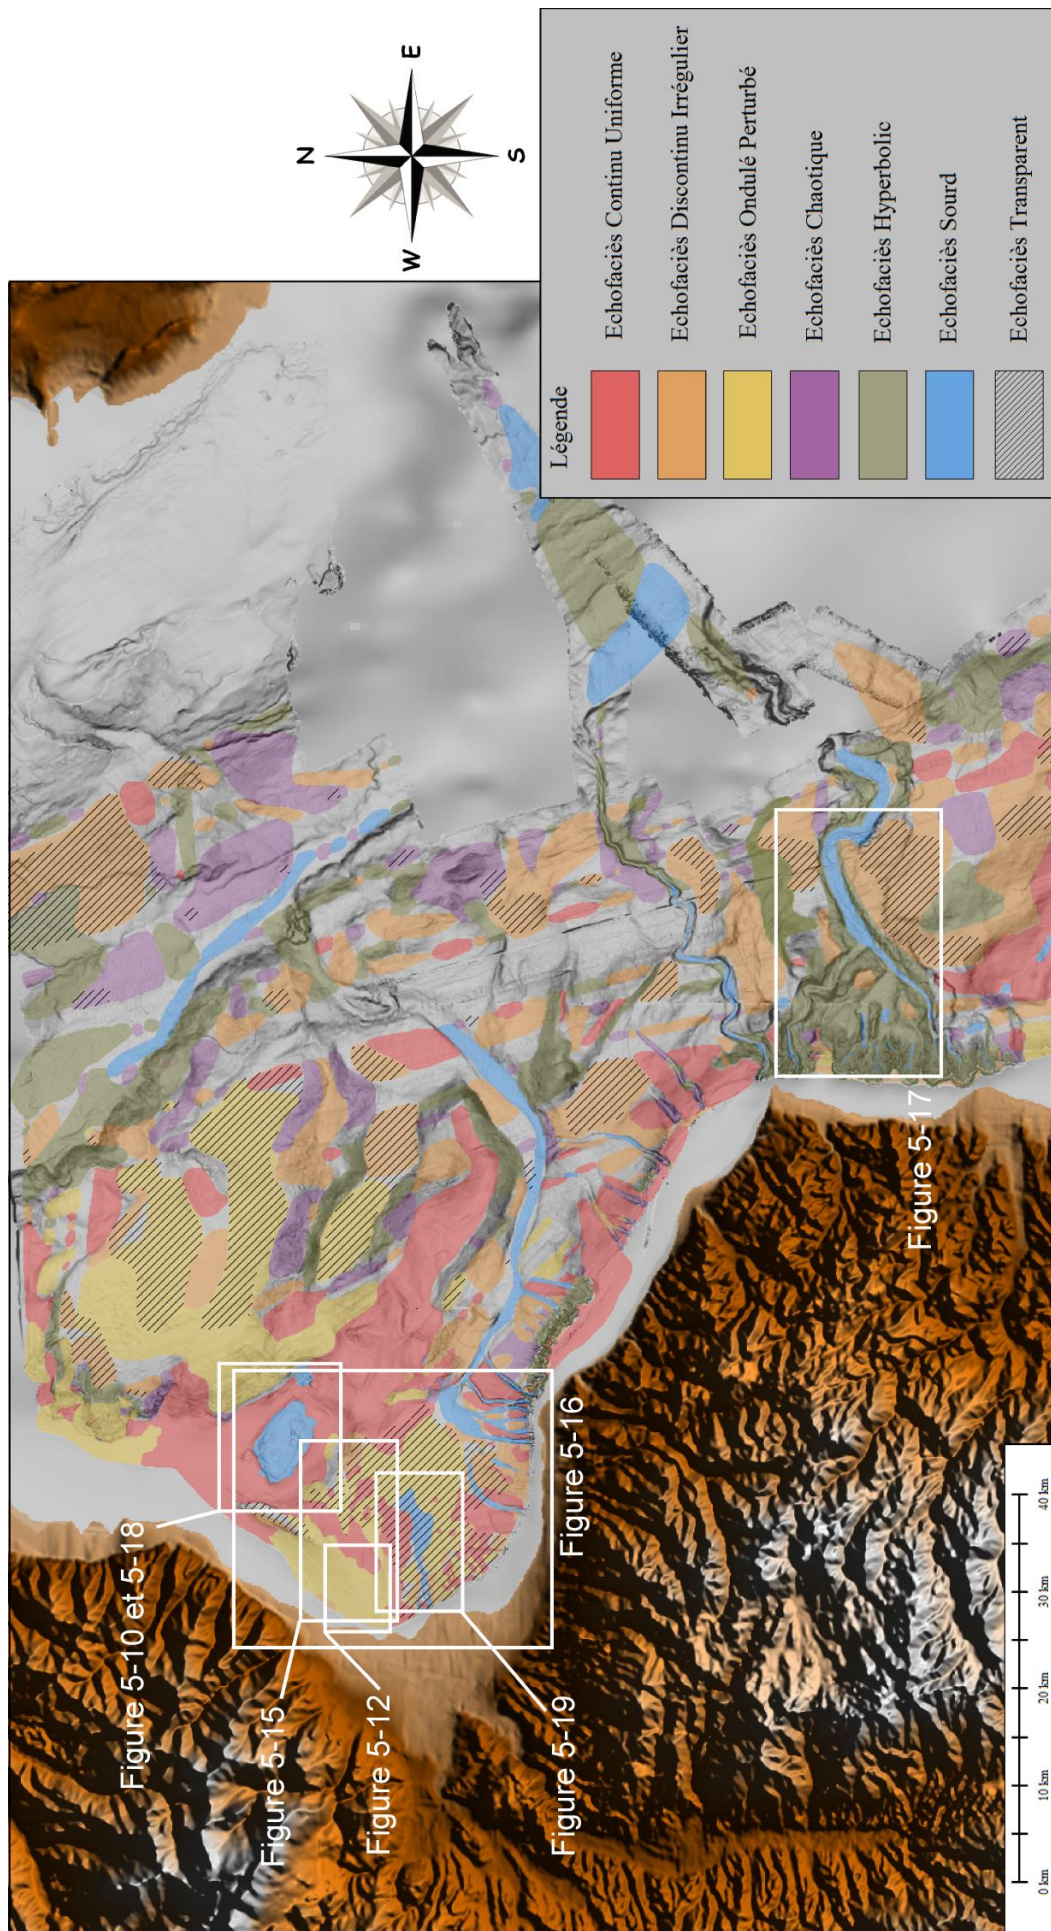 N
W
E
S
Légende
Echofaciès Continu Uniforme
Echofaciès Discontinu Irrégulier
Echofaciès Ondulé Perturbé
Echofaciès Chaotique
Echofaciès Hyperbolic
Echofaciès Sourd
Echofaciès Transparent
Figure 5-10 et 5-18
Figure 5-15
Figure 5-12
Figure 5-19
Figure 5-16
Figure 5-17
0 km
10 km
20 km
30 km
40 km